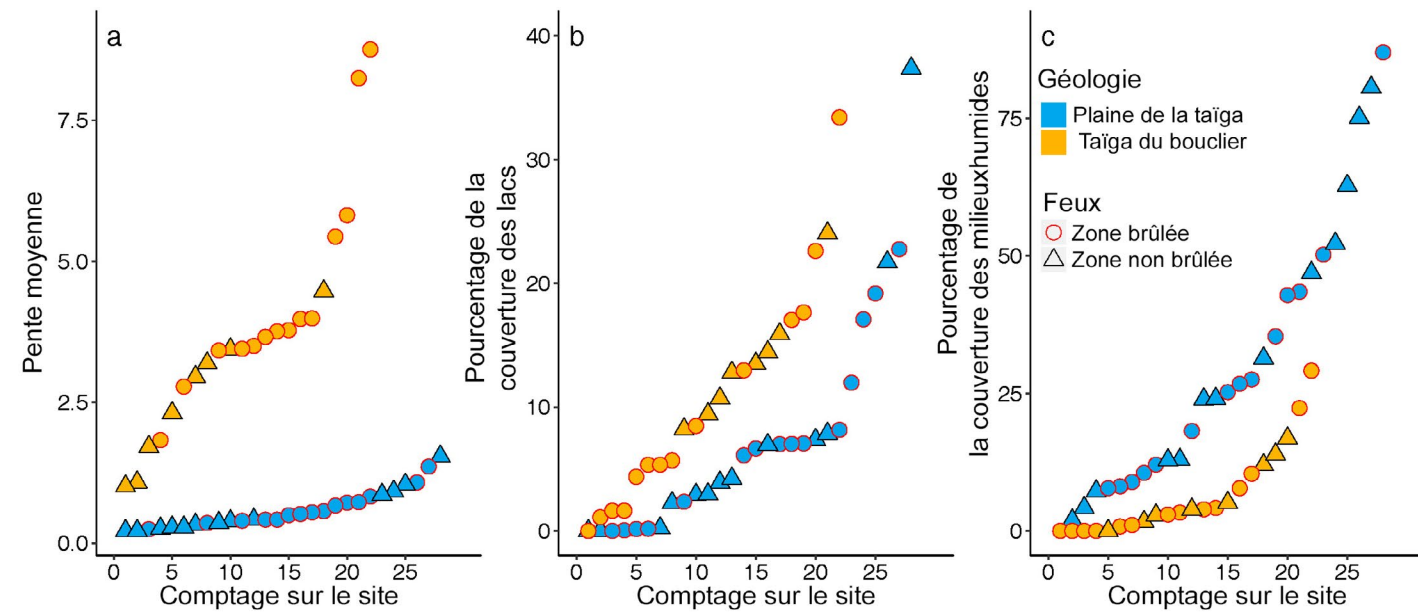 a
Pente moyenne
7.5
5.0
2.5
0.0
0 5 10 15 20 25
Comptage sur le site
b
Pourcentage de la
couverture des lacs
40
30
20
10
0
0 5 10 15 20 25
Comptage sur le site
c
Pourcentage de
la couverture des milieuxhumides
75
50
25
0
0 5 10 15 20 25
Comptage sur le site
Géologie
Plaine de la taïga
Taïga du bouclier
Feux
Zone brûlée
Zone non brûlée